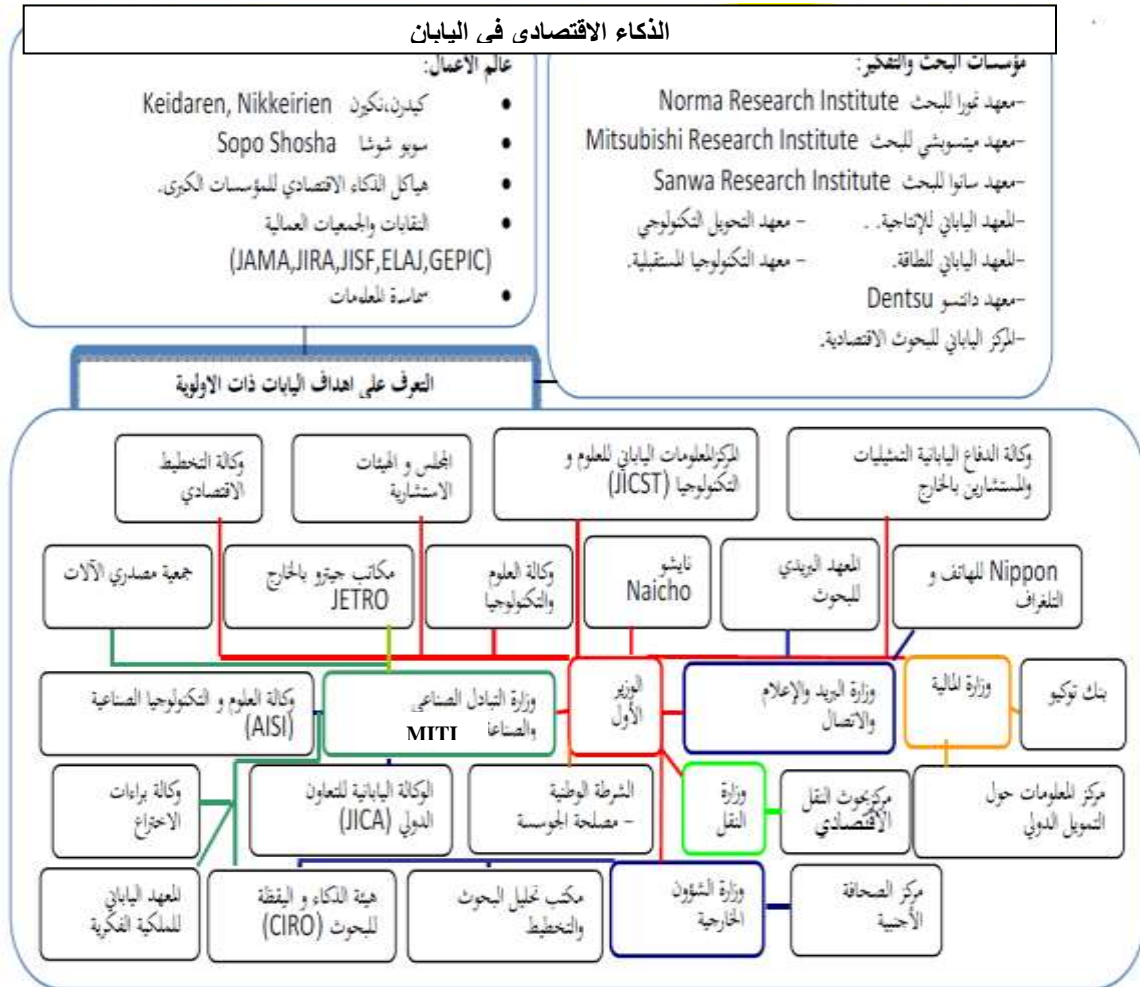 الذكاء الاقتصادي في اليابان
مؤسسات البحث والتفكير:
-معهد نمورا للبحث Norma Research Institute
-معهد ميتسوبشي للبحث Mitsubishi Research Institute
-معهد سانوا للبحث Sanwa Research Institute
-المعهد الياباني للإنتاجية. . - معهد التحويل التكنولوجي
-المعهد الياباني للطاقة. - معهد التكنولوجيا المستقبلية.
-معهد دانتسو Dentsu
-المركز الياباني للبحوث الاقتصادية.
عالم الأعمال:
• كيدرن،نكيرن Keidaren, Nikkeirien
• سوبو شوشا Sopo Shosha
• هياكل الذكاء الاقتصادي للمؤسسات الكبرى.
• النقابات والجمعيات العمالية
(JAMA,JIRA,JISF,ELAJ,GEPIC)
• سماسرة المعلومات
التعرف على اهداف اليابات ذات الاولوية
وكالة الدفاع اليابانية التمثيليات
والمستشارين بالخارج
المركزالمعلومات الياباني للعلوم و
التكنولوجيا (JICST)
المجلس و الهيئات
الاستشارية
وكالة التخطيط
الاقتصادي
Nippon للهاتف و
التلغراف
المعهد البريدي
للبحوث
نايشو
Naicho
وكالة العلوم
والتكنولوجيا
مكاتب جيترو بالخارج
JETRO
جمعية مصدري الآلات
بنك توكيو
وزارة المالية
وزارة البريد والإعلام
والاتصال
الوزير
الأول
وزارة التبادل الصناعي
والصناعة MITI
وكالة العلوم و التكنولوجيا الصناعية
(AISI)
مركز المعلومات حول
التمويل الدولي
مركزبحوث النقل
الاقتصادي
وزارة
النقل
الشرطة الوطنية
– مصلحة الجوسسة
الوكالة اليابانية للتعاون
الدولي (JICA)
وكالة براءات
الاختراع
مركز الصحافة
الأجنبية
وزارة الشؤون
الخارجية
مكتب تحليل البحوث
والتخطيط
هيئة الذكاء و اليقظة
للبحوث (CIRO)
المعهد الياباني
للملكية الفكرية